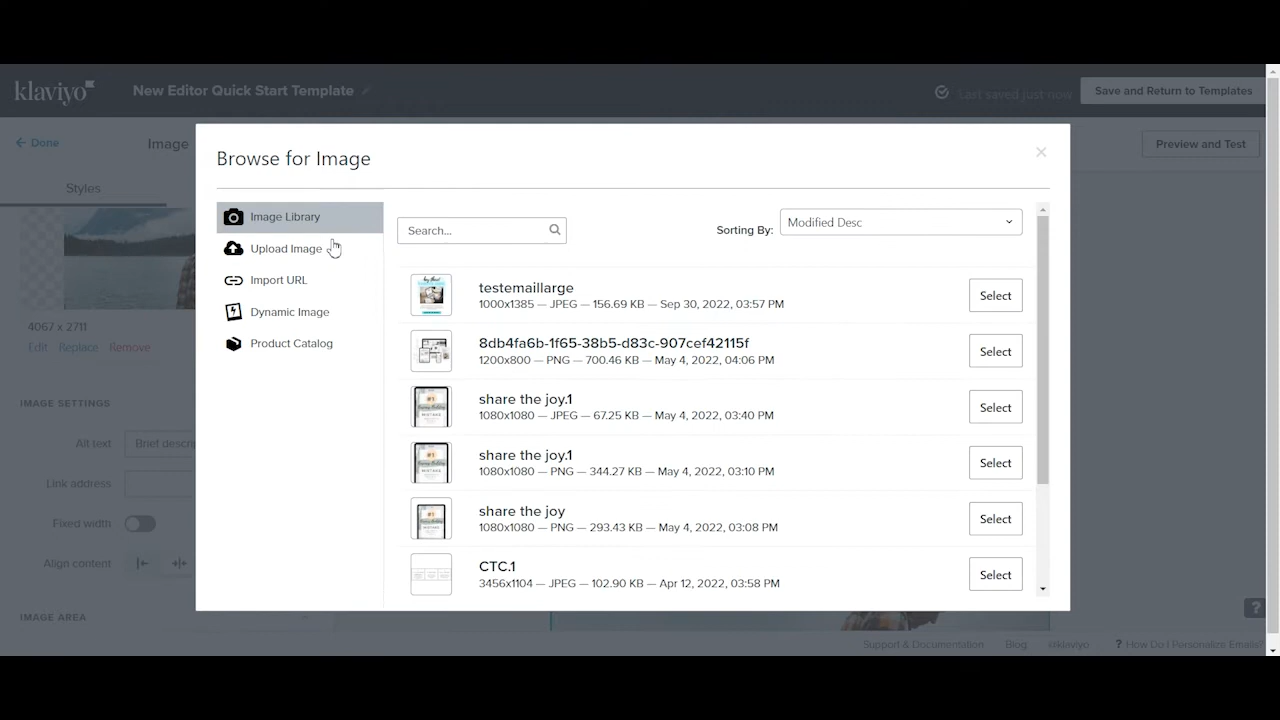 klaviyo
New Editor Quick Start Template
Last saved just now
Save and Return to Templates
Done
Image
Preview and Test
Styles
4067 x 2711
Edit Replace Remove
IMAGE SETTINGS
Alt text
Brief descrip
Link address
Fixed width
Align content
IMAGE AREA
Browse for Image
Image Library
Upload Image
Import URL
Dynamic Image
Product Catalog
Search...
Sorting By:
Modified Desc
testemaillarge
1000x1385 — JPEG — 156.69 KB — Sep 30, 2022, 03:57 PM
Select
8db4fa6b-1f65-38b5-d83c-907cef42115f
1200x800 — PNG — 700.46 KB — May 4, 2022, 04:06 PM
Select
share the joy.1
1080x1080 — JPEG — 67.25 KB — May 4, 2022, 03:40 PM
Select
share the joy.1
1080x1080 — PNG — 344.27 KB — May 4, 2022, 03:10 PM
Select
share the joy
1080x1080 — PNG — 293.43 KB — May 4, 2022, 03:08 PM
Select
CTC.1
3456x1104 — JPEG — 102.90 KB — Apr 12, 2022, 03:58 PM
Select
?
Support & Documentation Blog @klaviyo ? How Do I Personalize Emails?